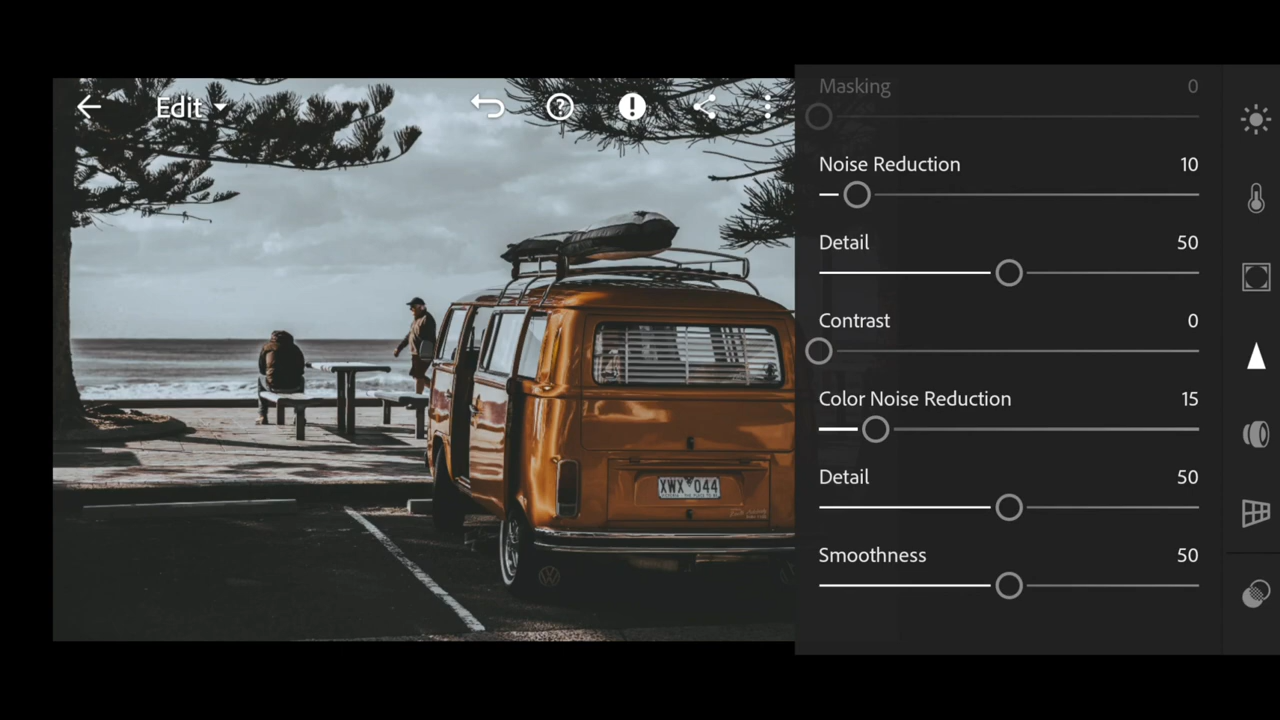 Edit
Masking 0
Noise Reduction 10
Detail 50
Contrast 0
Color Noise Reduction 15
Detail 50
Smoothness 50
XWX 044